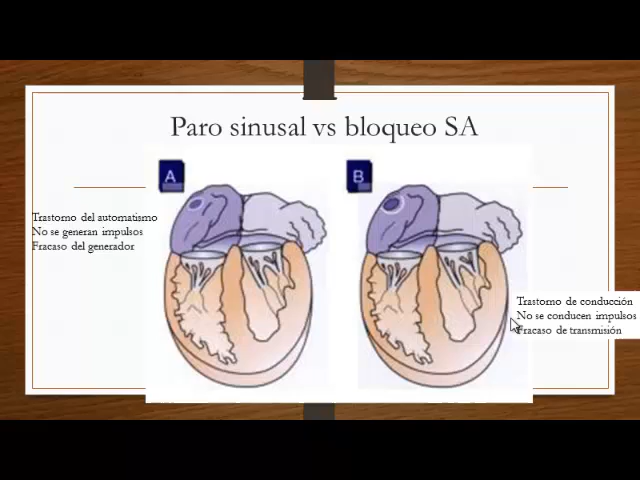 Paro sinusal vs bloqueo SA
A
B
Trastorno del automatismo
No se generan impulsos
Fracaso del generador
Trastorno de conducción
No se conducen impulsos
Fracaso de transmisión